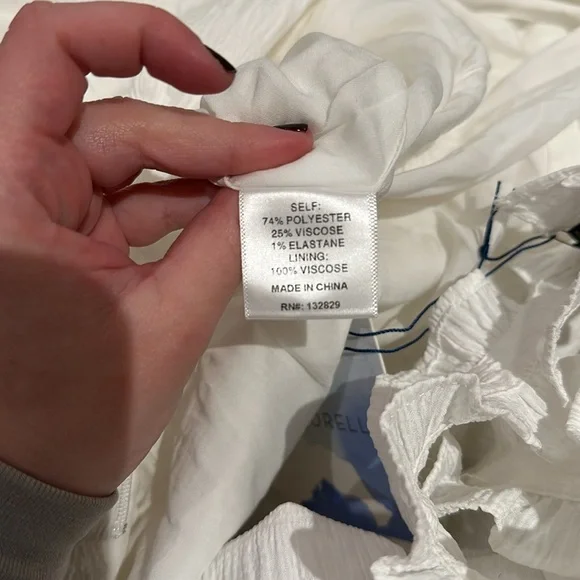 SELF:
74% POLYESTER
25% VISCOSE
1% ELASTANE
LINING:
100% VISCOSE
MADE IN CHINA
RN#: 132829